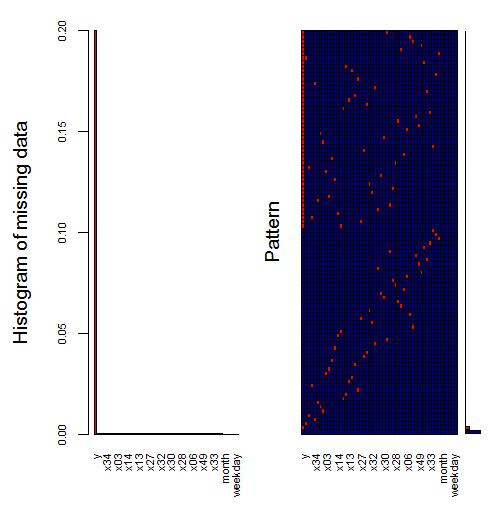 Histogram of missing data
0.00
0.05
0.10
0.15
0.20
y
x34
x03
x14
x13
x27
x32
x30
x28
x06
x49
x33
month
weekday
Pattern
y
x34
x03
x14
x13
x27
x32
x30
x28
x06
x49
x33
month
weekday